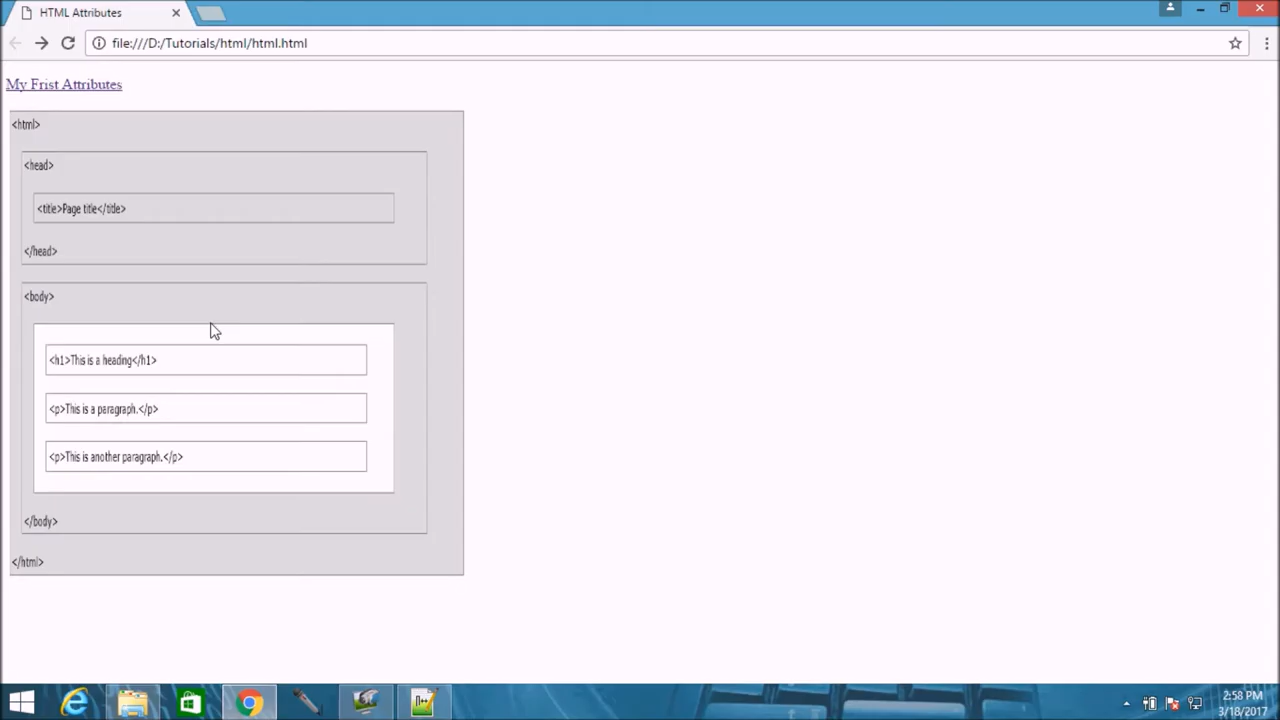 HTML Attributes
file:///D:/Tutorials/html/html.html
My Frist Attributes
<html>
<head>
<title>Page title</title>
</head>
<body>
<h1>This is a heading</h1>
<p>This is a paragraph.</p>
<p>This is another paragraph.</p>
</body>
</html>
2:58 PM
3/18/2017